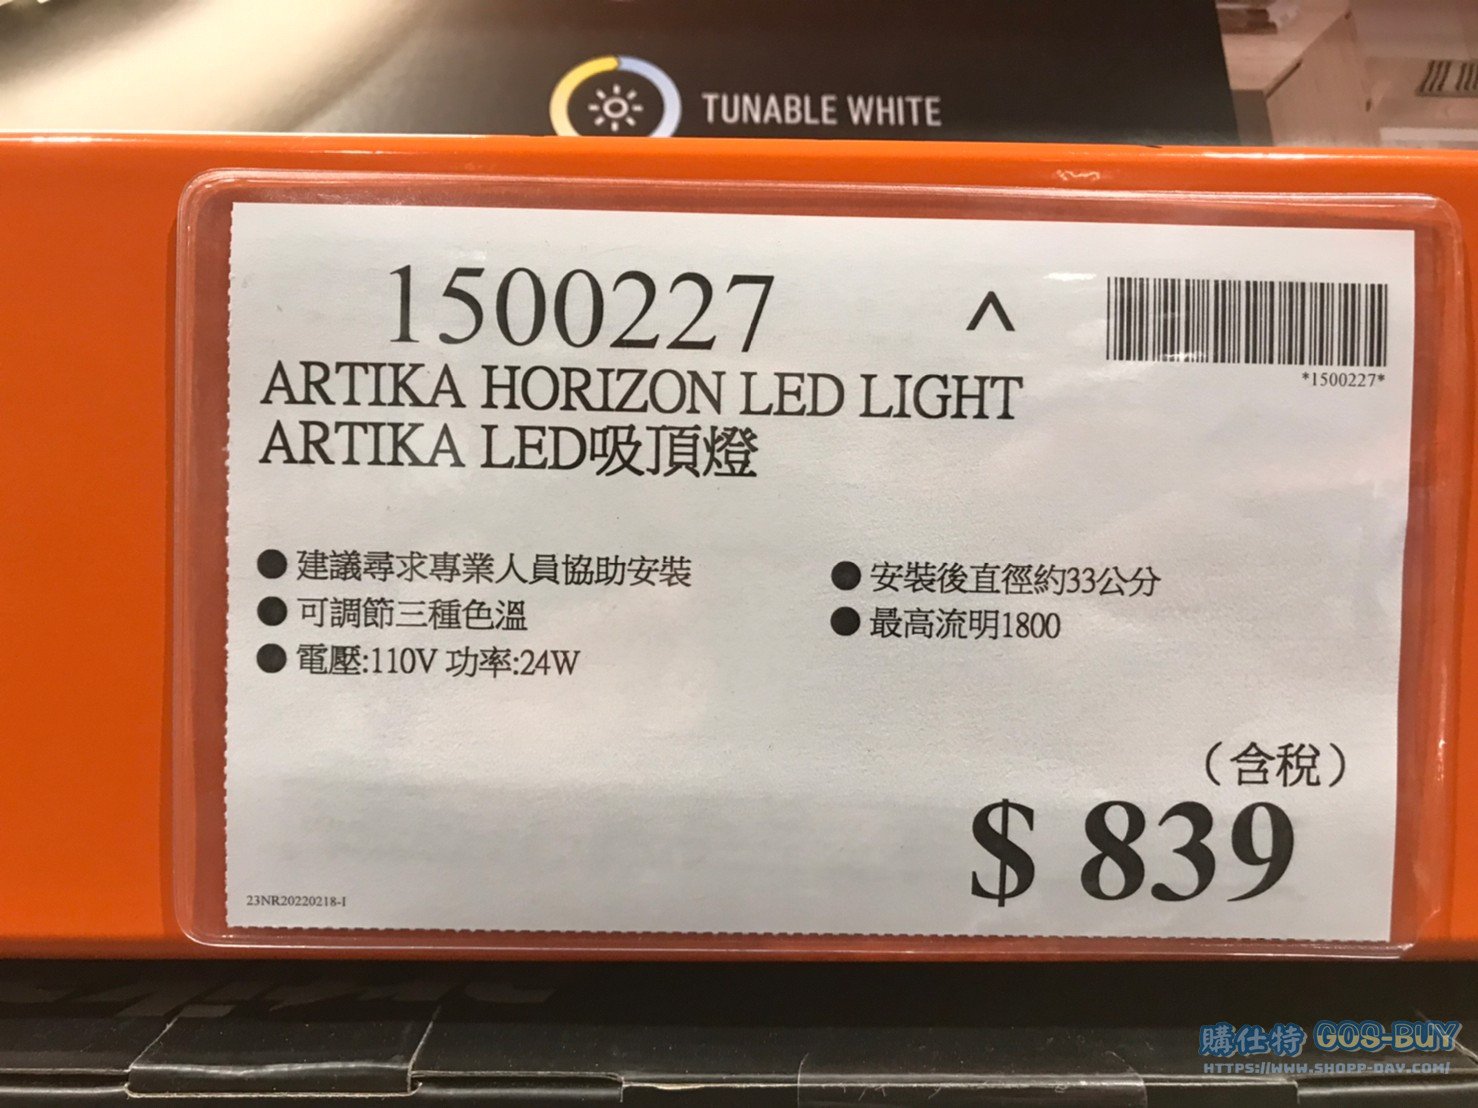 TUNABLE WHITE
1500227 ^
*1500227*
ARTIKA HORIZON LED LIGHT
ARTIKA LED吸頂燈
●建議尋求專業人員協助安裝
●可調節三種色溫
●電壓:110V 功率:24W
●安裝後直徑約33公分
●最高流明1800
（含稅）
$ 839
23NR20220218-I
購仕特 GOS-BUY
HTTPS://WWW.SHOPP-DAY.COM/